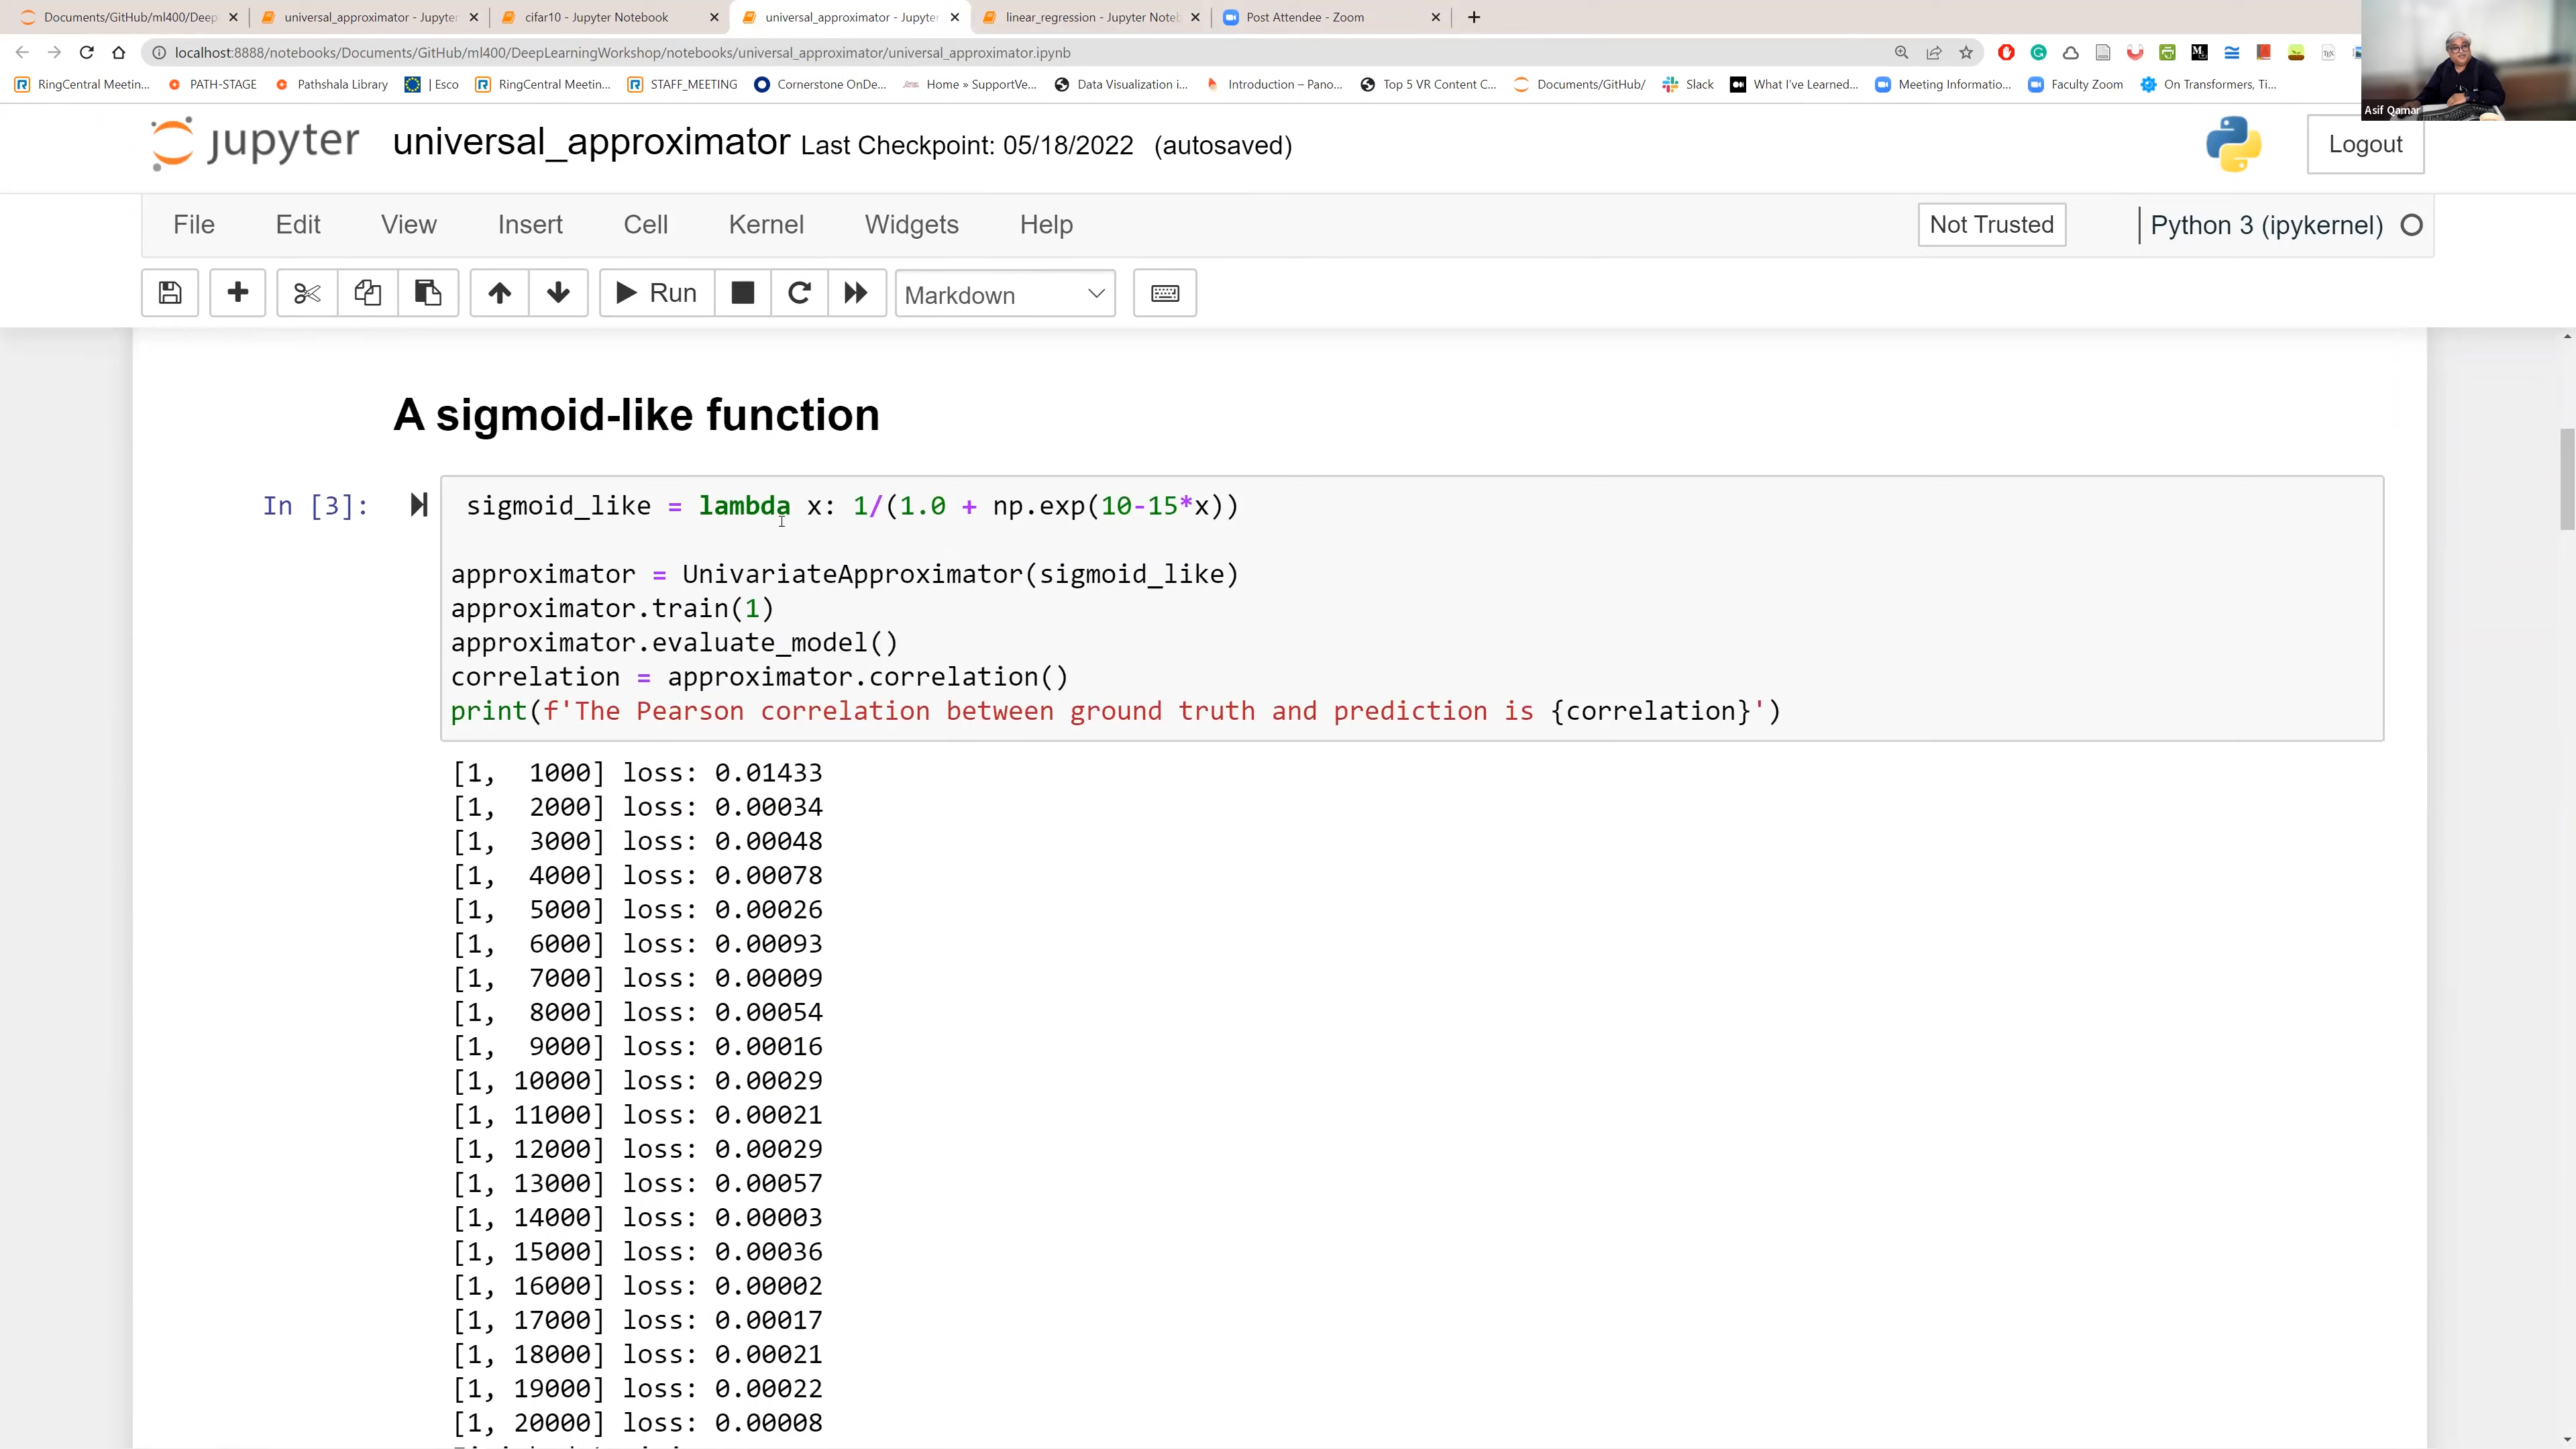 Documents/GitHub/ml400/Deep
universal_approximator - Jupyter
cifar10 - Jupyter Notebook
universal_approximator - Jupyter
linear_regression - Jupyter Noteb
Post Attendee - Zoom
localhost:8888/notebooks/Documents/GitHub/ml400/DeepLearningWorkshop/notebooks/universal_approximator/universal_approximator.ipynb
RingCentral Meetin... PATH-STAGE Pathshala Library | Esco RingCentral Meetin... STAFF_MEETING Cornerstone OnDe... Home » SupportVe... Data Visualization i... Introduction – Pano... Top 5 VR Content C... Documents/GitHub/ Slack What I've Learned... Meeting Informatio... Faculty Zoom On Transformers, Ti...
Asif Qamar
jupyter universal_approximator Last Checkpoint: 05/18/2022 (autosaved)
Logout
File Edit View Insert Cell Kernel Widgets Help
Not Trusted
Python 3 (ipykernel)
Run
Markdown
A sigmoid-like function
In [3]:
sigmoid_like = lambda x: 1/(1.0 + np.exp(10-15*x))
approximator = UnivariateApproximator(sigmoid_like)
approximator.train(1)
approximator.evaluate_model()
correlation = approximator.correlation()
print(f'The Pearson correlation between ground truth and prediction is {correlation}')
[1, 1000] loss: 0.01433
[1, 2000] loss: 0.00034
[1, 3000] loss: 0.00048
[1, 4000] loss: 0.00078
[1, 5000] loss: 0.00026
[1, 6000] loss: 0.00093
[1, 7000] loss: 0.00009
[1, 8000] loss: 0.00054
[1, 9000] loss: 0.00016
[1, 10000] loss: 0.00029
[1, 11000] loss: 0.00021
[1, 12000] loss: 0.00029
[1, 13000] loss: 0.00057
[1, 14000] loss: 0.00003
[1, 15000] loss: 0.00036
[1, 16000] loss: 0.00002
[1, 17000] loss: 0.00017
[1, 18000] loss: 0.00021
[1, 19000] loss: 0.00022
[1, 20000] loss: 0.00008